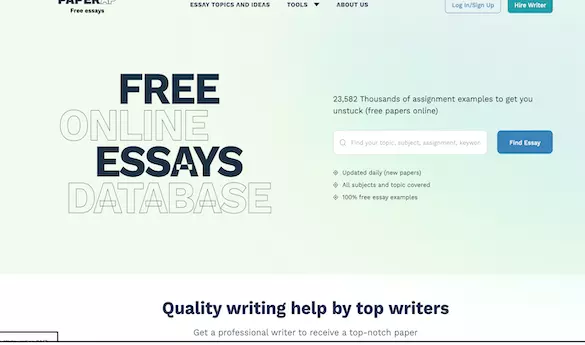 PAPERAP
Free essays
ESSAY TOPICS AND IDEAS TOOLS ABOUT US
Log in/Sign Up
Hire Writer
FREE
ONLINE
ESSAYS
DATABASE
23,582 Thousands of assignment examples to get you
unstuck (free papers online)
Find your topic, subject, assignment, keywor
Find Essay
Updated daily (new papers)
All subjects and topic covered
100% free essay examples
Quality writing help by top writers
Get a professional writer to receive a top-notch paper